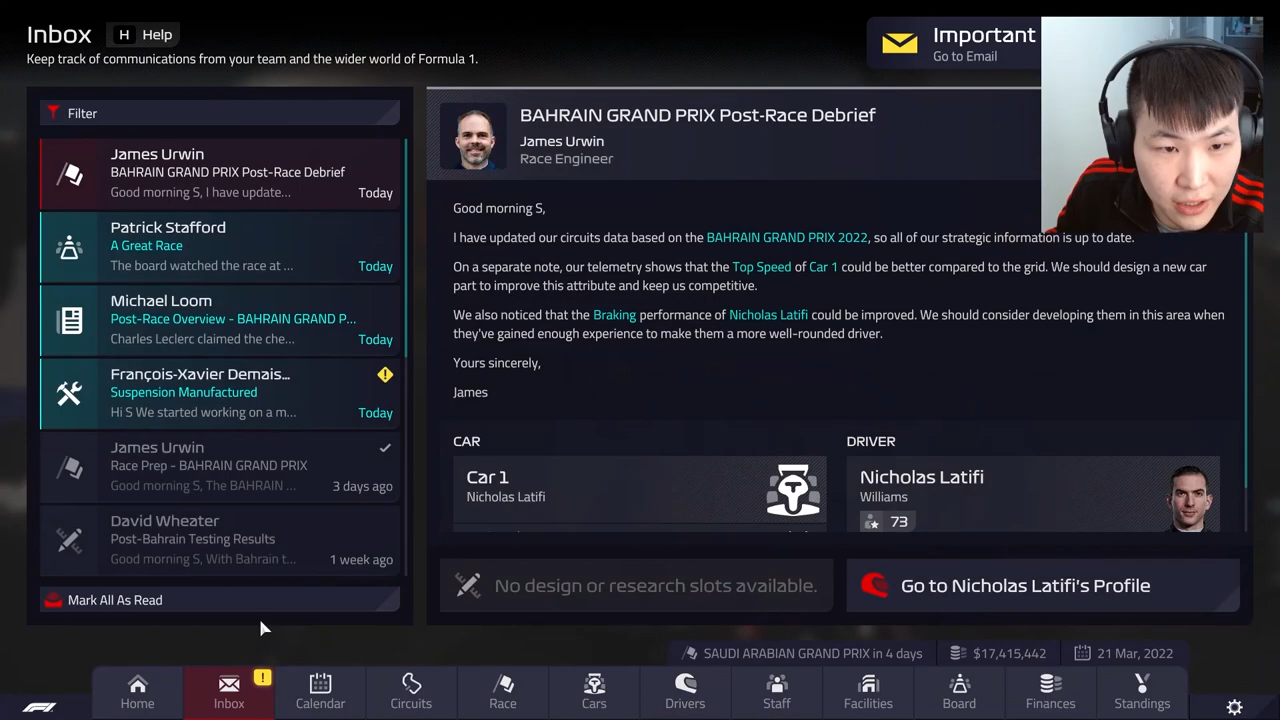 Inbox
H Help
Keep track of communications from your team and the wider world of Formula 1.
Important
Go to Email
Filter
James Urwin
BAHRAIN GRAND PRIX Post-Race Debrief
Good morning S, I have update...
Today
Patrick Stafford
A Great Race
The board watched the race at ...
Today
Michael Loom
Post-Race Overview - BAHRAIN GRAND P...
Charles Leclerc claimed the che...
Today
François-Xavier Demais...
Suspension Manufactured
Hi S We started working on a m...
Today
James Urwin
Race Prep - BAHRAIN GRAND PRIX
Good morning S, The BAHRAIN ...
3 days ago
David Wheater
Post-Bahrain Testing Results
Good morning S, With Bahrain t...
1 week ago
Mark All As Read
BAHRAIN GRAND PRIX Post-Race Debrief
James Urwin
Race Engineer
Good morning S,
I have updated our circuits data based on the BAHRAIN GRAND PRIX 2022, so all of our strategic information is up to date.
On a separate note, our telemetry shows that the Top Speed of Car 1 could be better compared to the grid. We should design a new car
part to improve this attribute and keep us competitive.
We also noticed that the Braking performance of Nicholas Latifi could be improved. We should consider developing them in this area when
they've gained enough experience to make them a more well-rounded driver.
Yours sincerely,
James
CAR
Car 1
Nicholas Latifi
DRIVER
Nicholas Latifi
Williams
73
No design or research slots available.
Go to Nicholas Latifi's Profile
SAUDI ARABIAN GRAND PRIX in 4 days
$17,415,442
21 Mar, 2022
Home
Inbox
Calendar
Circuits
Race
Cars
Drivers
Staff
Facilities
Board
Finances
Standings